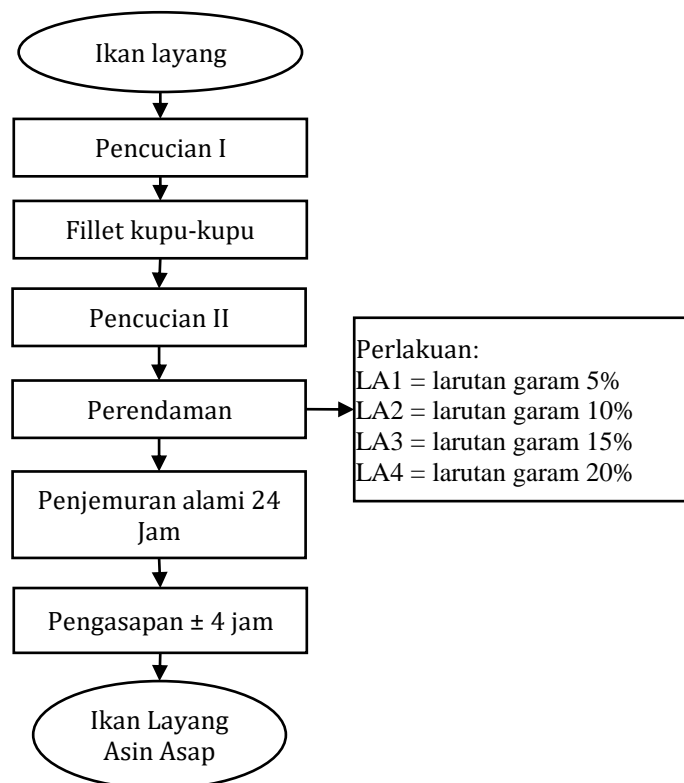 Ikan layang
Pencucian I
Fillet kupu-kupu
Pencucian II
Perendaman
Perlakuan:
LA1 = larutan garam 5%
LA2 = larutan garam 10%
LA3 = larutan garam 15%
LA4 = larutan garam 20%
Penjemuran alami 24
Jam
Pengasapan ± 4 jam
Ikan Layang
Asin Asap